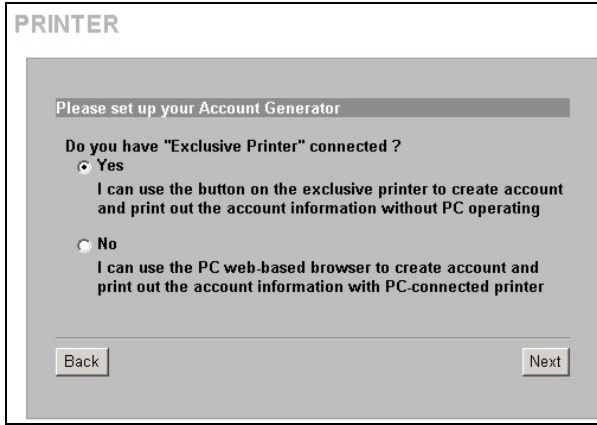 PRINTER
Please set up your Account Generator
Do you have "Exclusive Printer" connected ?
Yes
I can use the button on the exclusive printer to create account
and print out the account information without PC operating
No
I can use the PC web-based browser to create account and
print out the account information with PC-connected printer
Back Next